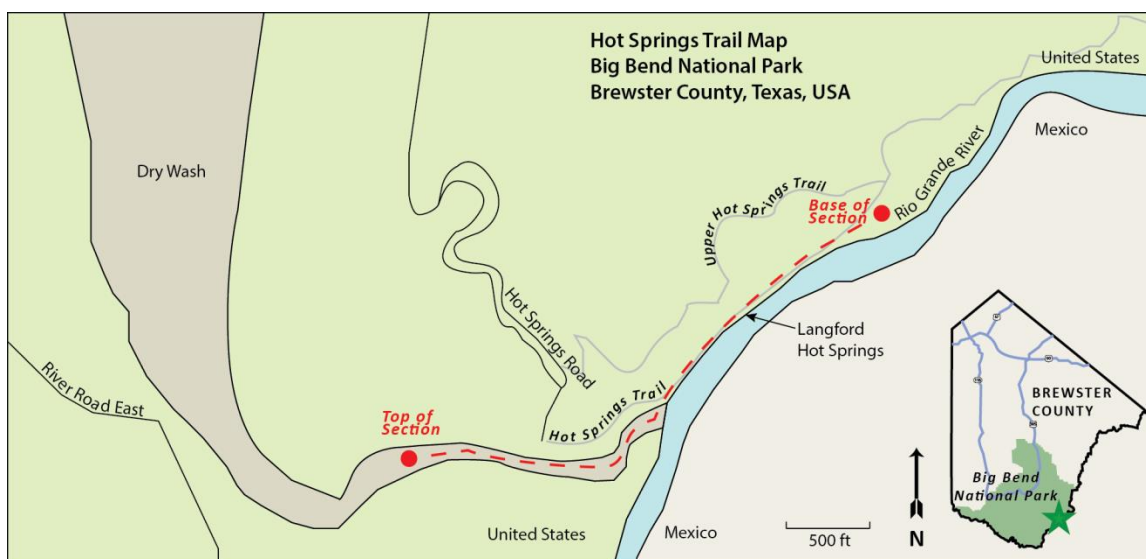 Hot Springs Trail Map
Big Bend National Park
Brewster County, Texas, USA
United States
Mexico
Dry Wash
Upper Hot Springs Trail
Base of
Section
Rio Grande River
Hot Springs Road
Langford
Hot Springs
River Road East
Top of
Section
Hot Springs Trail
United States
Mexico
500 ft
N
BREWSTER
COUNTY
Big Bend
National Park